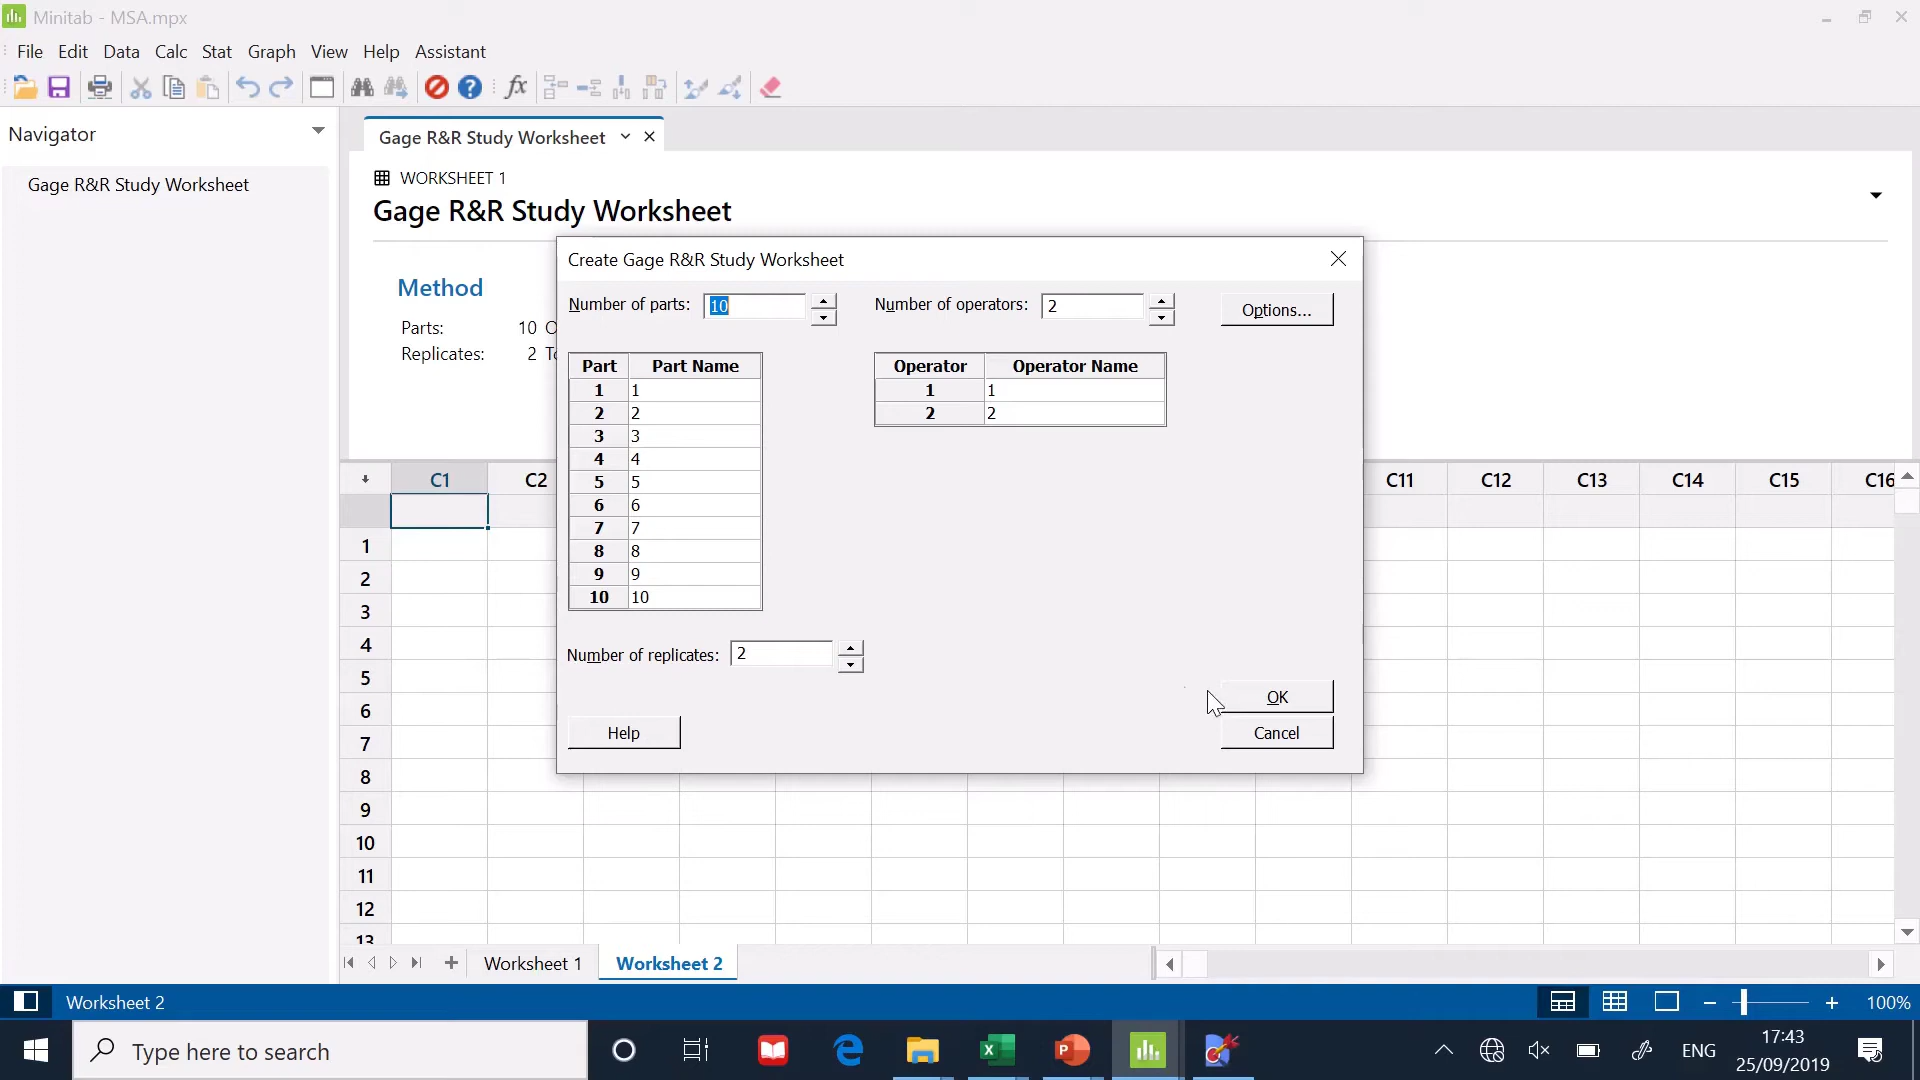 Minitab - MSA.mpx
File Edit Data Calc Stat Graph View Help Assistant
fx
Navigator
Gage R&R Study Worksheet
Gage R&R Study Worksheet
WORKSHEET 1
Gage R&R Study Worksheet
Method
Parts: 10
Replicates: 2
Create Gage R&R Study Worksheet
Number of parts: 10
Number of operators: 2
Options...
Part Part Name
1 1
2 2
3 3
4 4
5 5
6 6
7 7
8 8
9 9
10 10
Operator Operator Name
1 1
2 2
Number of replicates: 2
OK
Help
Cancel
C1 C2 C11 C12 C13 C14 C15 C16
1
2
3
4
5
6
7
8
9
10
11
12
13
Worksheet 1 Worksheet 2
Worksheet 2
100%
Type here to search
ENG
17:43
25/09/2019